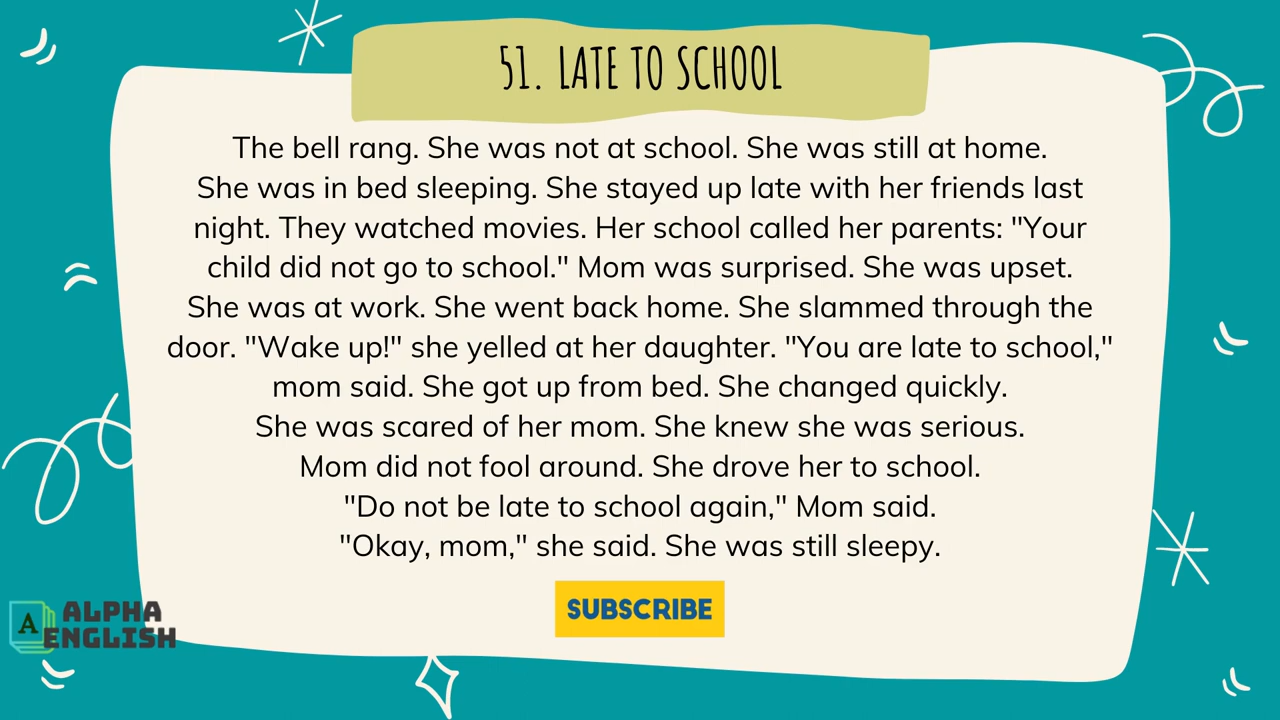 51. LATE TO SCHOOL
The bell rang. She was not at school. She was still at home.
She was in bed sleeping. She stayed up late with her friends last
night. They watched movies. Her school called her parents: "Your
child did not go to school." Mom was surprised. She was upset.
She was at work. She went back home. She slammed through the
door. "Wake up!" she yelled at her daughter. "You are late to school,"
mom said. She got up from bed. She changed quickly.
She was scared of her mom. She knew she was serious.
Mom did not fool around. She drove her to school.
"Do not be late to school again," Mom said.
"Okay, mom," she said. She was still sleepy.
SUBSCRIBE
A
ALPHA
ENGLISH